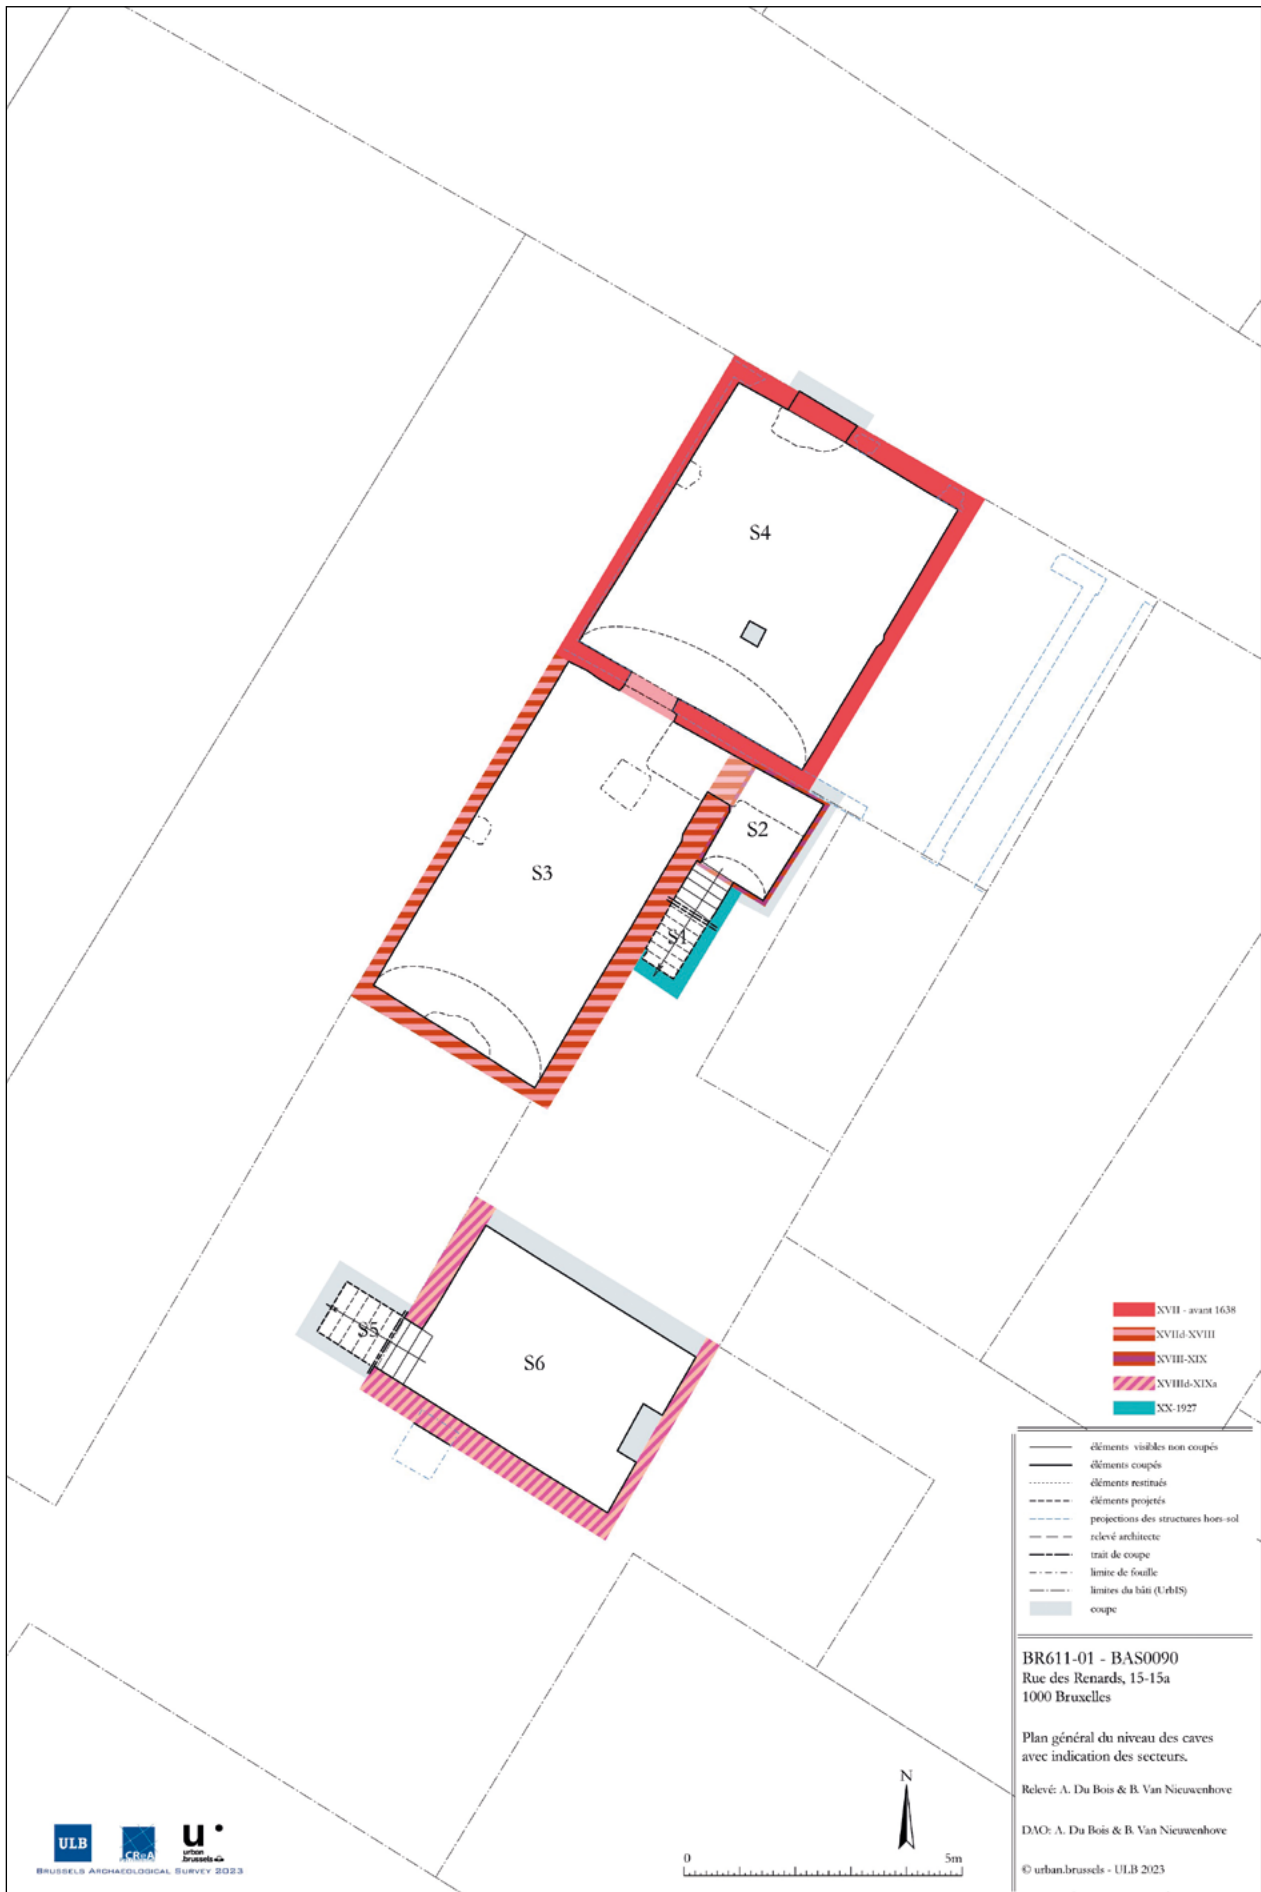 S4
S2
S3
S1
S5
S6
XVII - avant 1638
XVIId-XVIII
XVIII-XIX
XVIIId-XIXa
XX-1927
éléments visibles non coupés
éléments coupés
éléments restitués
éléments projetés
projections des structures hors-sol
relevé architecte
trait de coupe
limite de fouille
limites du bâti (UrbIS)
coupe
BR611-01 - BAS0090
Rue des Renards, 15-15a
1000 Bruxelles
Plan général du niveau des caves
avec indication des secteurs.
Relevé: A. Du Bois & B. Van Nieuwenhove
DAO: A. Du Bois & B. Van Nieuwenhove
© urban.brussels - ULB 2023
N
0 5m
ULB
CReA
u
urban
.brussels
BRUSSELS ARCHAEOLOGICAL SURVEY 2023